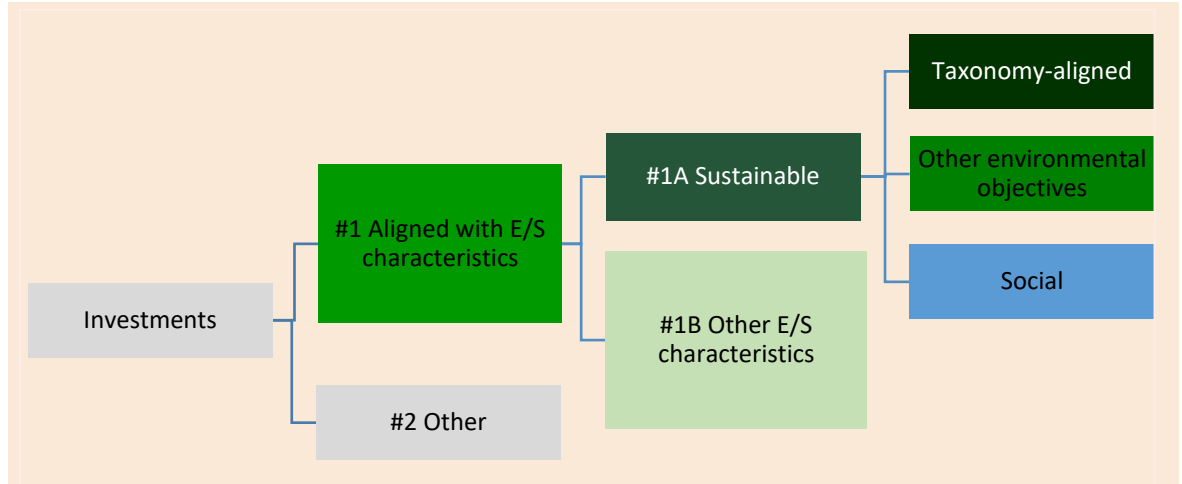 Investments
#1 Aligned with E/S
characteristics
#2 Other
#1A Sustainable
#1B Other E/S
characteristics
Taxonomy-aligned
Other environmental
objectives
Social